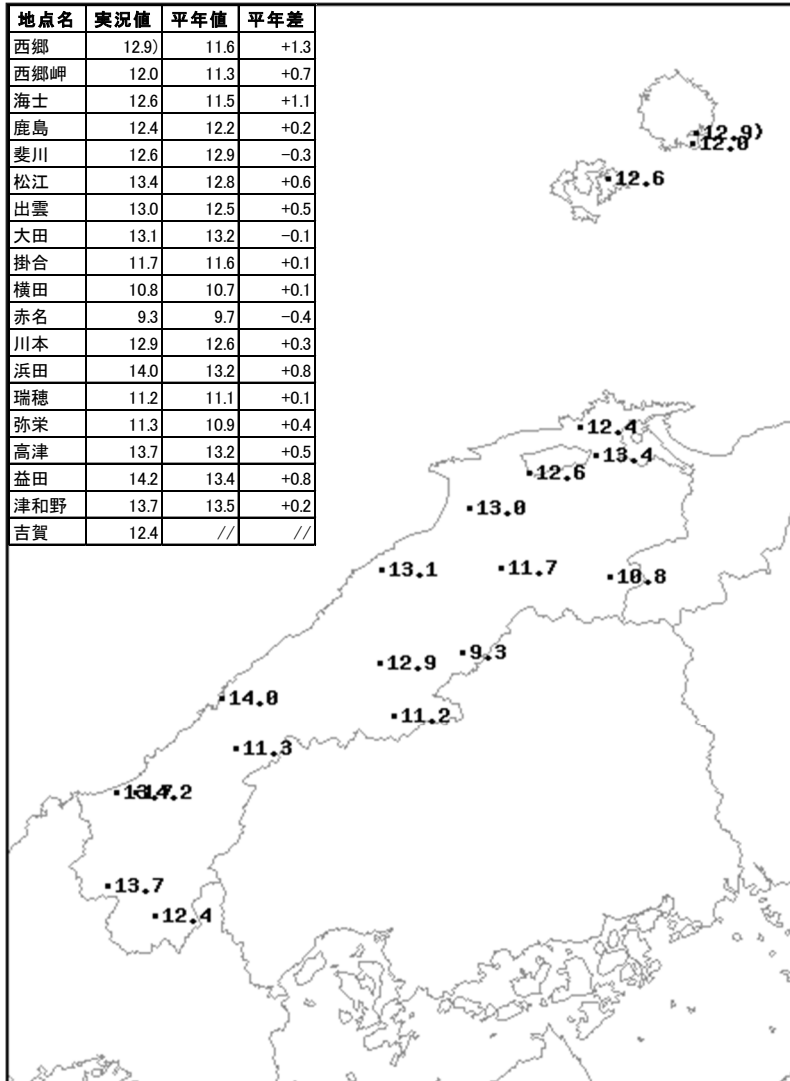 地点名 実況値 平年値 平年差
西郷 12.9) 11.6 +1.3
西郷岬 12.0 11.3 +0.7
海士 12.6 11.5 +1.1
鹿島 12.4 12.2 +0.2
斐川 12.6 12.9 −0.3
松江 13.4 12.8 +0.6
出雲 13.0 12.5 +0.5
大田 13.1 13.2 −0.1
掛合 11.7 11.6 +0.1
横田 10.8 10.7 +0.1
赤名 9.3 9.7 −0.4
川本 12.9 12.6 +0.3
浜田 14.0 13.2 +0.8
瑞穂 11.2 11.1 +0.1
弥栄 11.3 10.9 +0.4
高津 13.7 13.2 +0.5
益田 14.2 13.4 +0.8
津和野 13.7 13.5 +0.2
吉賀 12.4 // //
12.9)
12.0
12.6
12.4
13.4
12.6
13.0
13.1
11.7
10.8
9.3
12.9
14.0
11.2
11.3
13.7
14.2
13.7
12.4